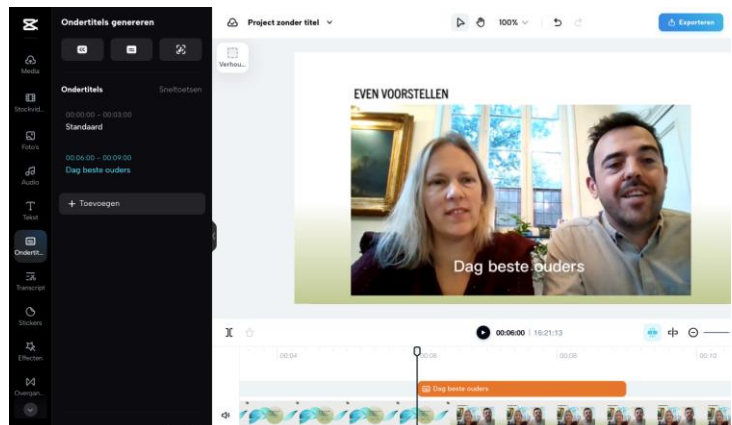 Ondertitels genereren
Project zonder titel
100%
Exporteren
Media
Stockvid...
Foto's
Audio
Tekst
Ondertit...
Transcript
Stickers
Effecten
Overgan...
Ondertitels
Sneltoetsen
00:00:00 – 00:03:00
Standaard
00:06:00 – 00:09:00
Dag beste ouders
+ Toevoegen
Verhou...
EVEN VOORSTELLEN
Dag beste ouders
00:06:00 | 16:21:13
00:04
00:06
00:08
00:10
Dag beste ouders